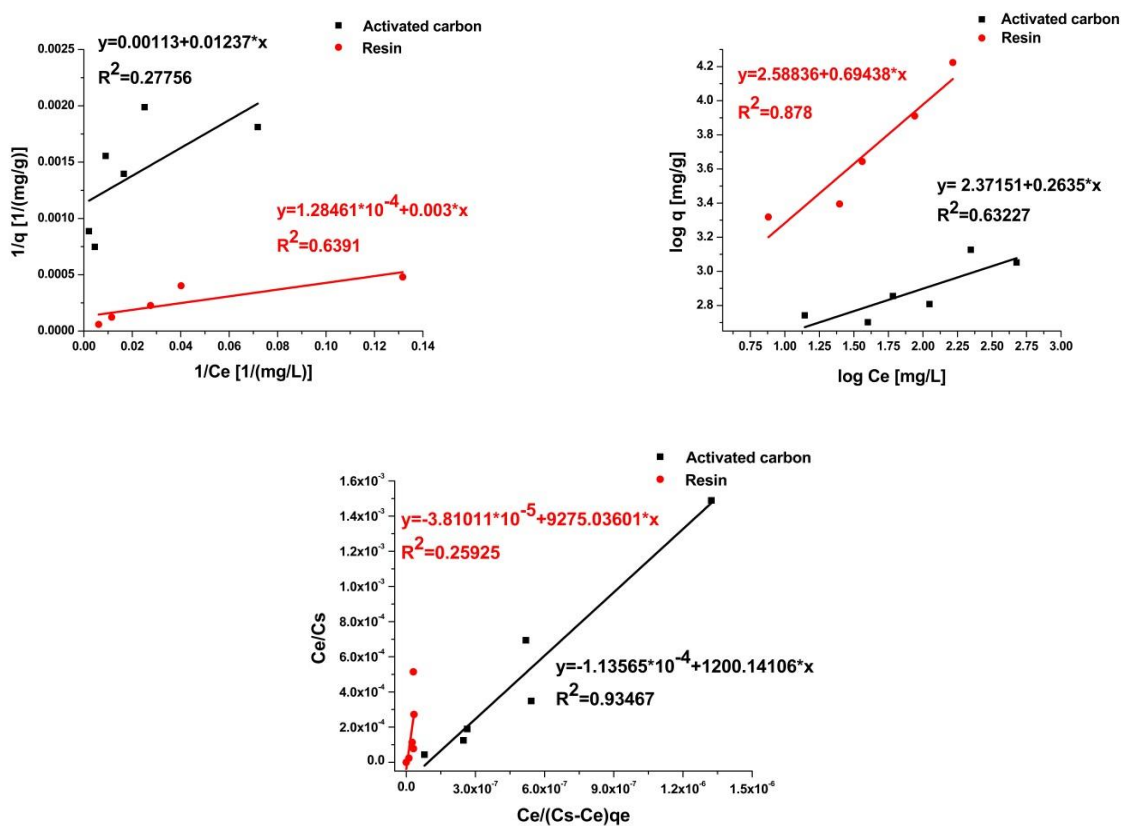 Activated carbon
Resin
y=0.00113+0.01237*x
R²=0.27756
0.0025
0.0020
0.0015
0.0010
0.0005
0.0000
1/q [1/(mg/g)]
y=1.28461*10⁻⁴+0.003*x
R²=0.6391
0.00 0.02 0.04 0.06 0.08 0.10 0.12 0.14
1/Ce [1/(mg/L)]
Activated carbon
Resin
y=2.58836+0.69438*x
R²=0.878
4.2
4.0
3.8
3.6
3.4
3.2
3.0
2.8
log q [mg/g]
y= 2.37151+0.2635*x
R²=0.63227
0.75 1.00 1.25 1.50 1.75 2.00 2.25 2.50 2.75 3.00
log Ce [mg/L]
Activated carbon
Resin
y=-3.81011*10⁻⁵+9275.03601*x
R²=0.25925
1.6x10⁻³
1.4x10⁻³
1.2x10⁻³
1.0x10⁻³
8.0x10⁻⁴
6.0x10⁻⁴
4.0x10⁻⁴
2.0x10⁻⁴
0.0
Ce/Cs
y=-1.13565*10⁻⁴+1200.14106*x
R²=0.93467
0.0 3.0x10⁻⁷ 6.0x10⁻⁷ 9.0x10⁻⁷ 1.2x10⁻⁶ 1.5x10⁻⁶
Ce/(Cs-Ce)qe